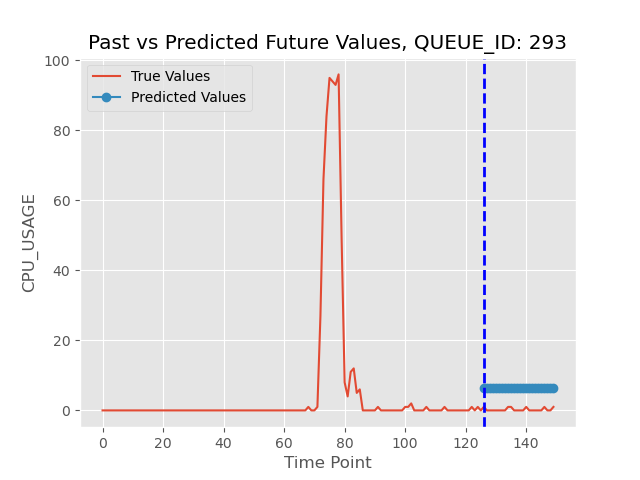 Past vs Predicted Future Values, QUEUE_ID: 293
True Values
Predicted Values
CPU_USAGE
100
80
60
40
20
0
0 20 40 60 80 100 120 140
Time Point